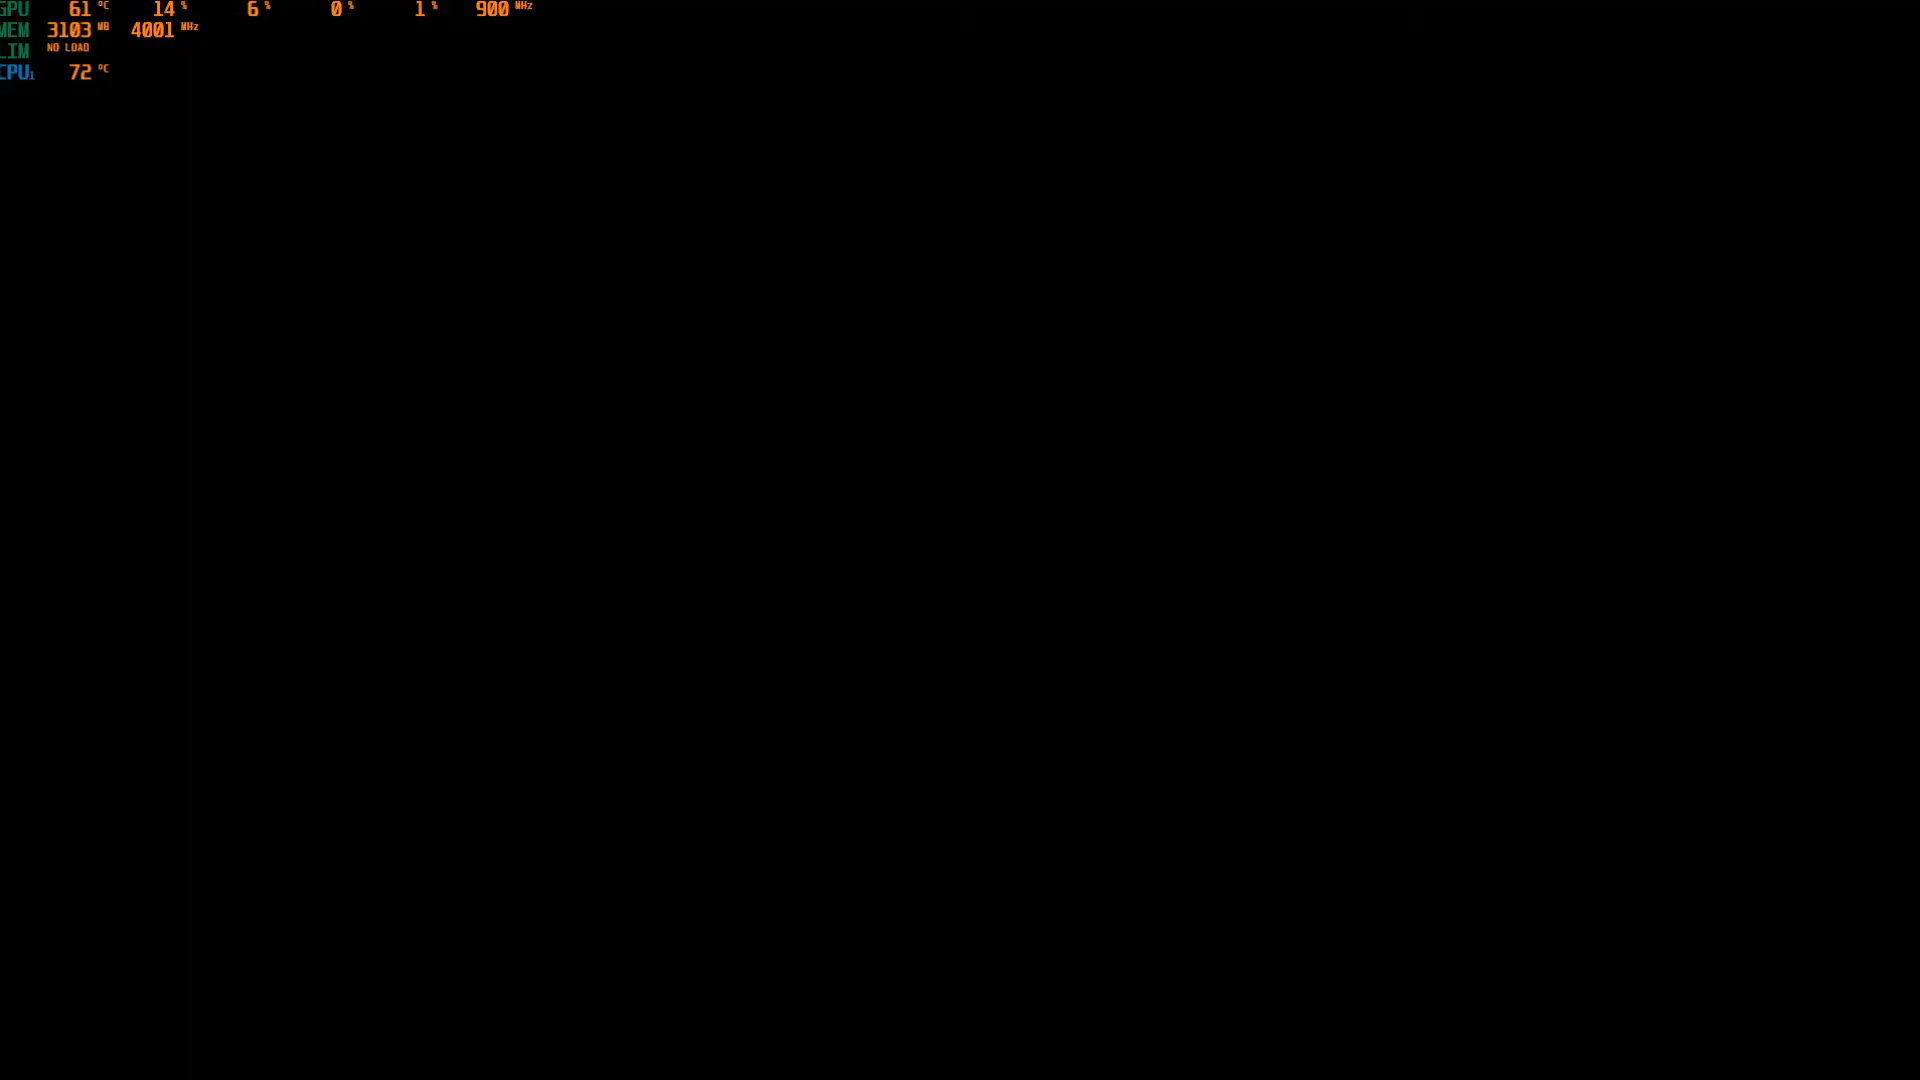 GPU 61 °C 14 % 6 % 0 % 1 % 900 MHz
MEM 3103 MB 4001 MHz
LIM NO LOAD
CPU1 72 °C